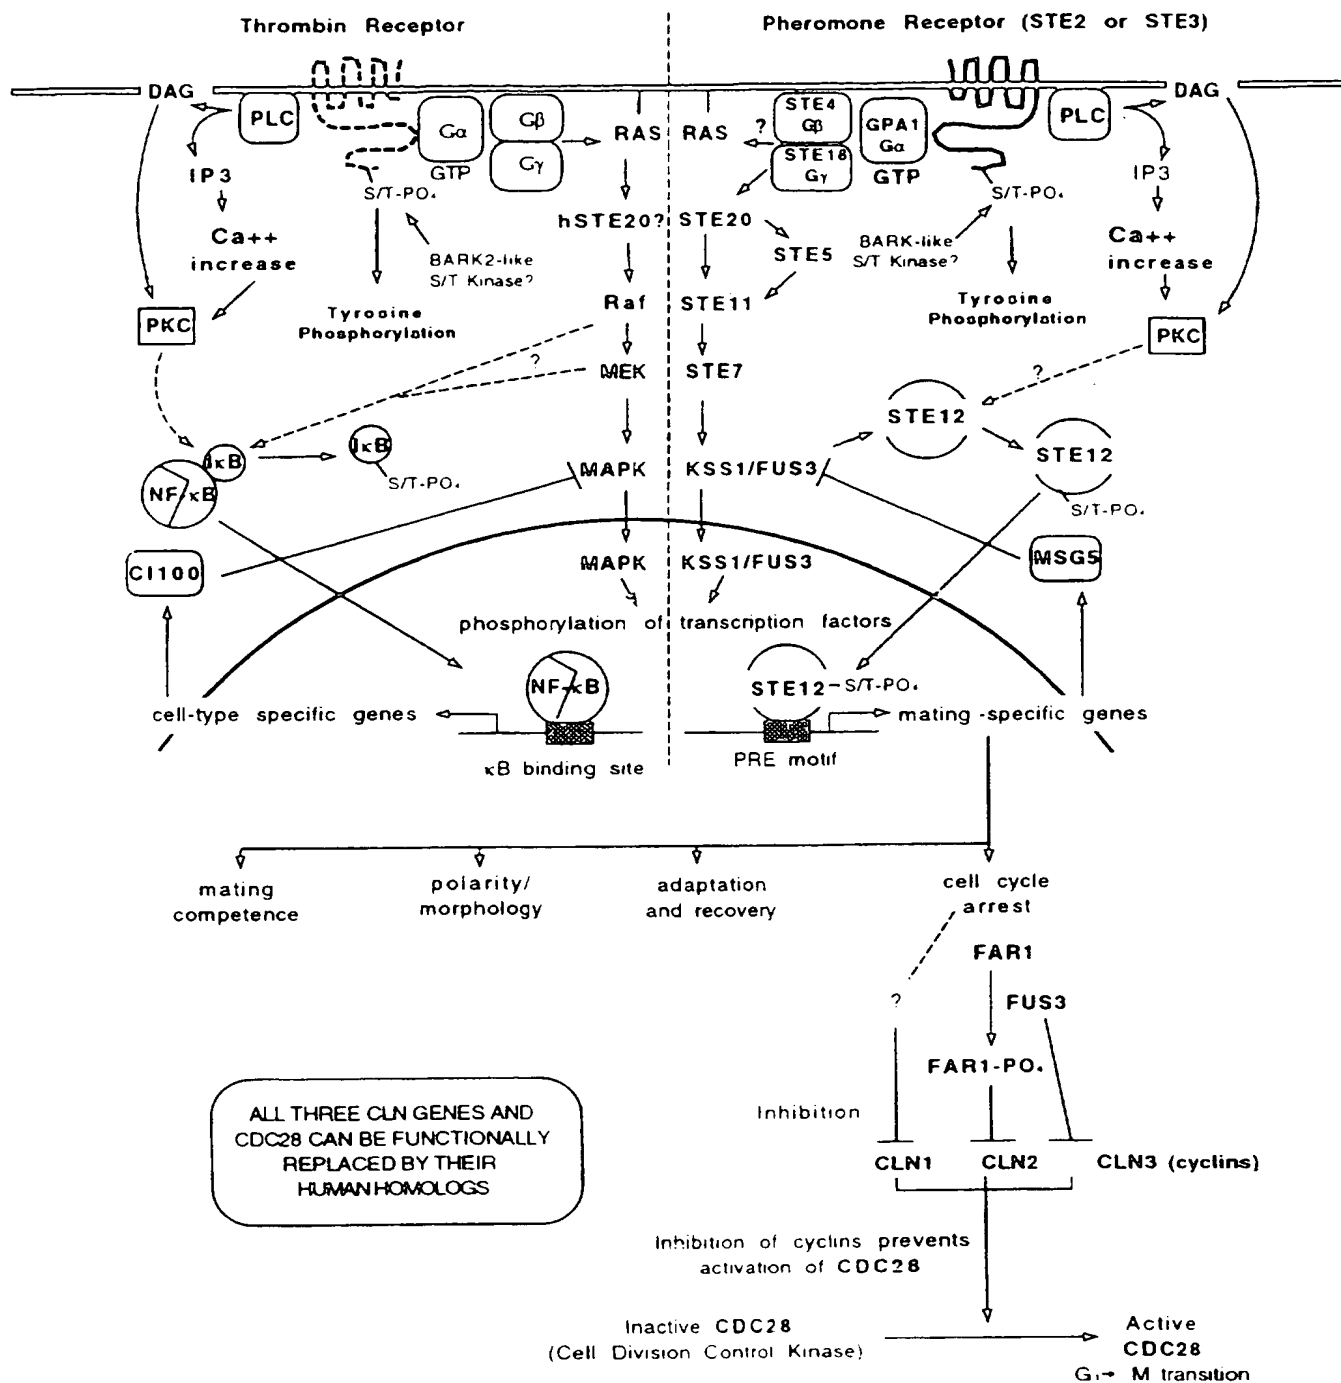 Thrombin Receptor
Pheromone Receptor (STE2 or STE3)
DAG
PLC
Gα
GTP
Gβ
Gγ
RAS
RAS
?
STE4
Gβ
STE18
Gγ
GPA1
Gα
GTP
PLC
DAG
IP3
S/T-PO₄
S/T-PO₄
IP3
Ca++
increase
BARK2-like
S/T Kinase?
hSTE20?
STE20
STE5
BARK-like
S/T Kinase?
Ca++
increase
PKC
Tyrosine
Phosphorylation
Raf
STE11
Tyrosine
Phosphorylation
PKC
?
MEK
STE7
?
STE12
IκB
IκB
S/T-PO₄
NF-κB
MAPK
KSS1/FUS3
STE12
S/T-PO₄
CI100
MAPK
KSS1/FUS3
MSG5
phosphorylation of transcription factors
NF-κB
STE12-S/T-PO₄
cell-type specific genes
mating-specific genes
κB binding site
PRE motif
mating
competence
polarity/
morphology
adaptation
and recovery
cell cycle
arrest
FAR1
?
FUS3
FAR1-PO₄
Inhibition
ALL THREE CLN GENES AND
CDC28 CAN BE FUNCTIONALLY
REPLACED BY THEIR
HUMAN HOMOLOGS
CLN1
CLN2
CLN3 (cyclins)
Inhibition of cyclins prevents
activation of CDC28
Inactive CDC28
(Cell Division Control Kinase)
Active
CDC28
G₁→ M transition